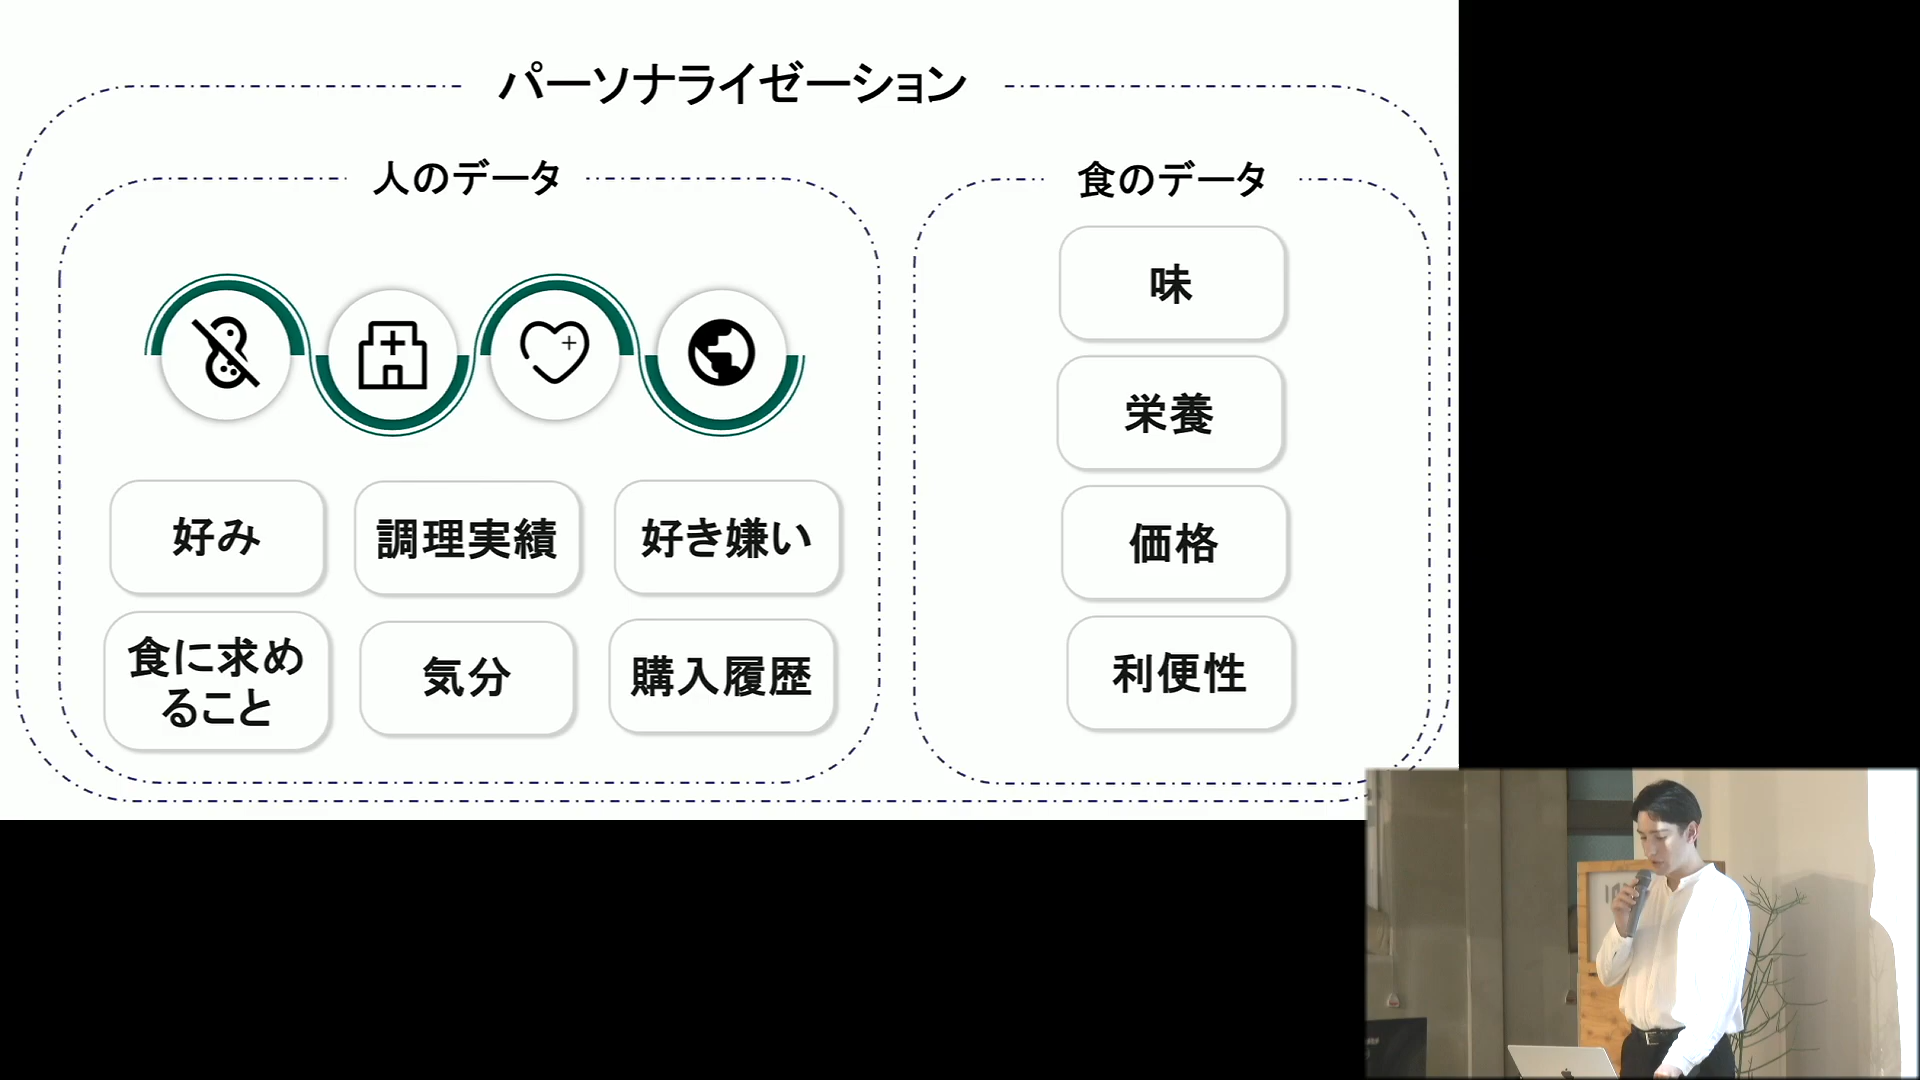 パーソナライゼーション
人のデータ
好み
調理実績
好き嫌い
食に求め
ること
気分
購入履歴
食のデータ
味
栄養
価格
利便性